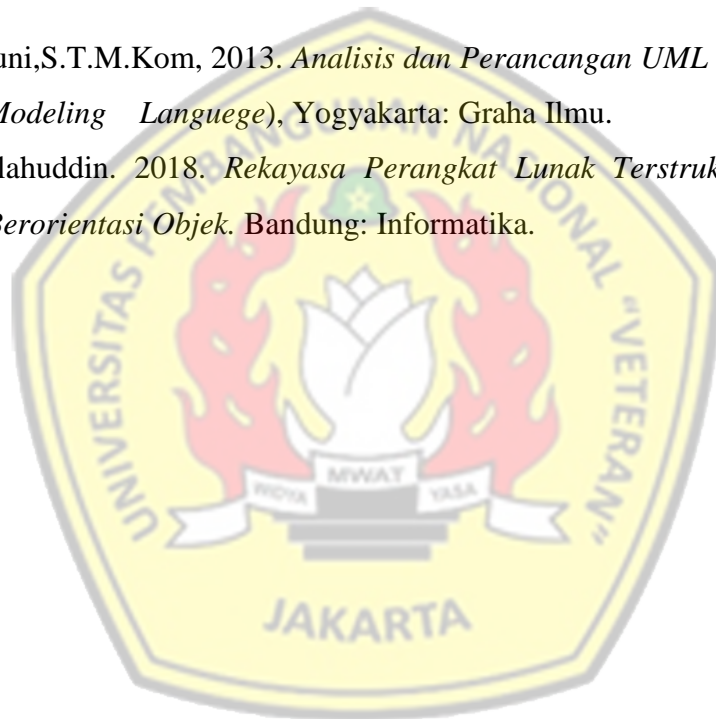 uni,S.T.M.Kom, 2013. Analisis dan Perancangan UML
Modeling Languege), Yogyakarta: Graha Ilmu.
lahuddin. 2018. Rekayasa Perangkat Lunak Terstruk
Berorientasi Objek. Bandung: Informatika.
UNIVERSITAS PEMBANGUNAN NASIONAL "VETERAN"
WIDYA MWAT YASA
JAKARTA